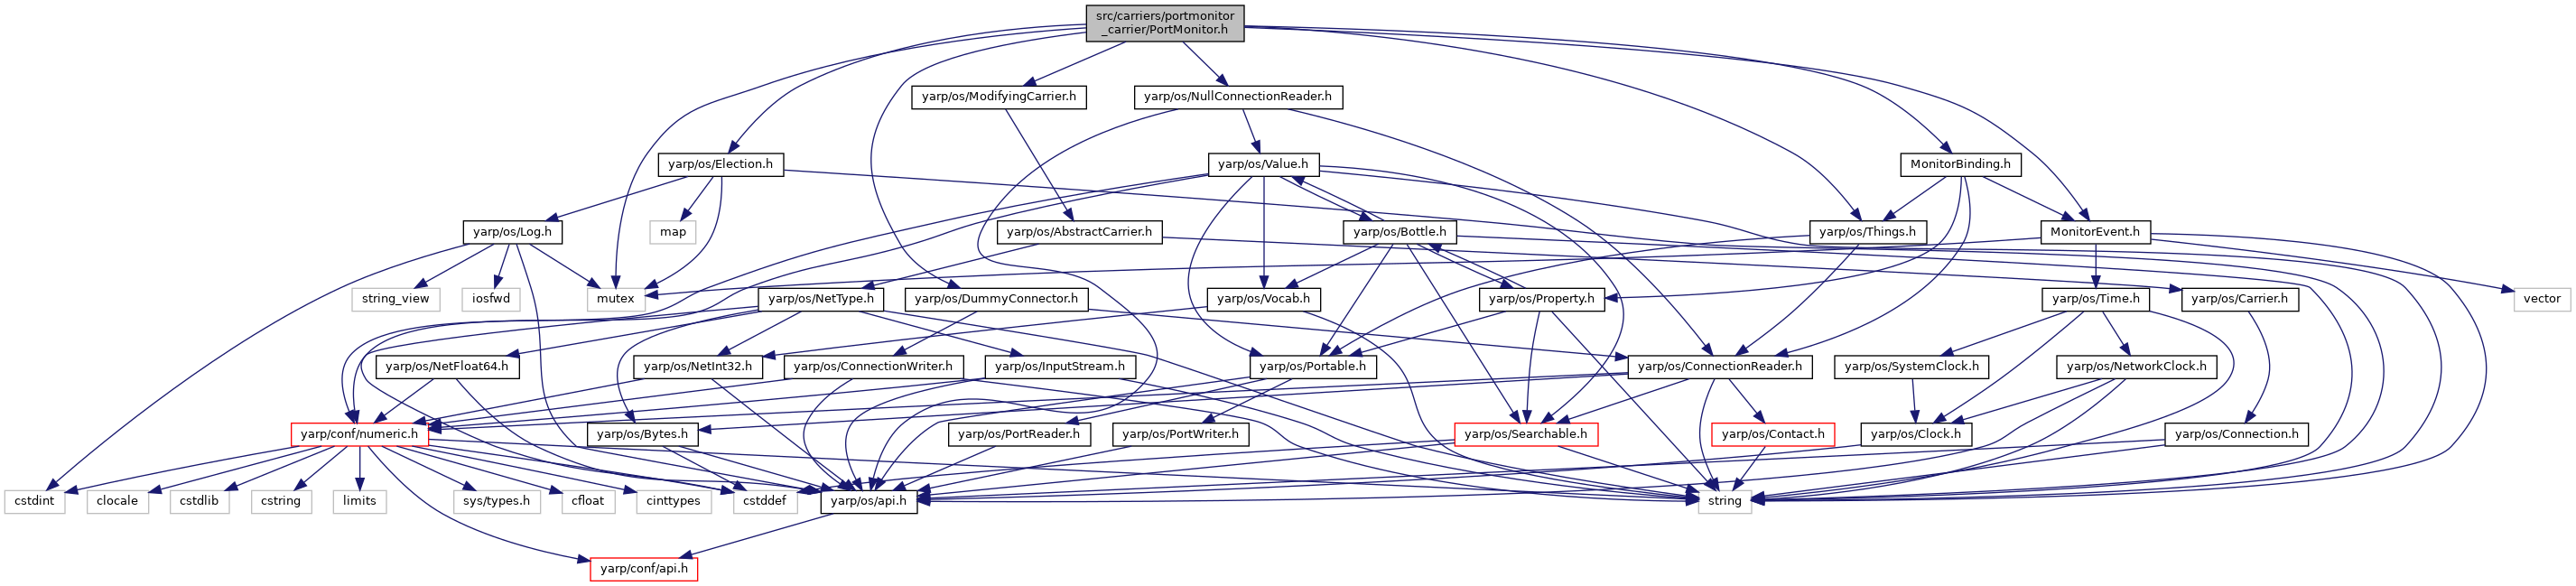 src/carriers/portmonitor
_carrier/PortMonitor.h
yarp/os/ModifyingCarrier.h
yarp/os/NullConnectionReader.h
yarp/os/Election.h
yarp/os/Value.h
MonitorBinding.h
yarp/os/Log.h
map
yarp/os/AbstractCarrier.h
yarp/os/Bottle.h
yarp/os/Things.h
MonitorEvent.h
string_view
iosfwd
mutex
yarp/os/NetType.h
yarp/os/DummyConnector.h
yarp/os/Vocab.h
yarp/os/Property.h
yarp/os/Time.h
yarp/os/Carrier.h
vector
yarp/os/NetFloat64.h
yarp/os/NetInt32.h
yarp/os/ConnectionWriter.h
yarp/os/InputStream.h
yarp/os/Portable.h
yarp/os/ConnectionReader.h
yarp/os/SystemClock.h
yarp/os/NetworkClock.h
yarp/conf/numeric.h
yarp/os/Bytes.h
yarp/os/PortReader.h
yarp/os/PortWriter.h
yarp/os/Searchable.h
yarp/os/Contact.h
yarp/os/Clock.h
yarp/os/Connection.h
cstdint
clocale
cstdlib
cstring
limits
sys/types.h
cfloat
cinttypes
cstddef
yarp/os/api.h
string
yarp/conf/api.h